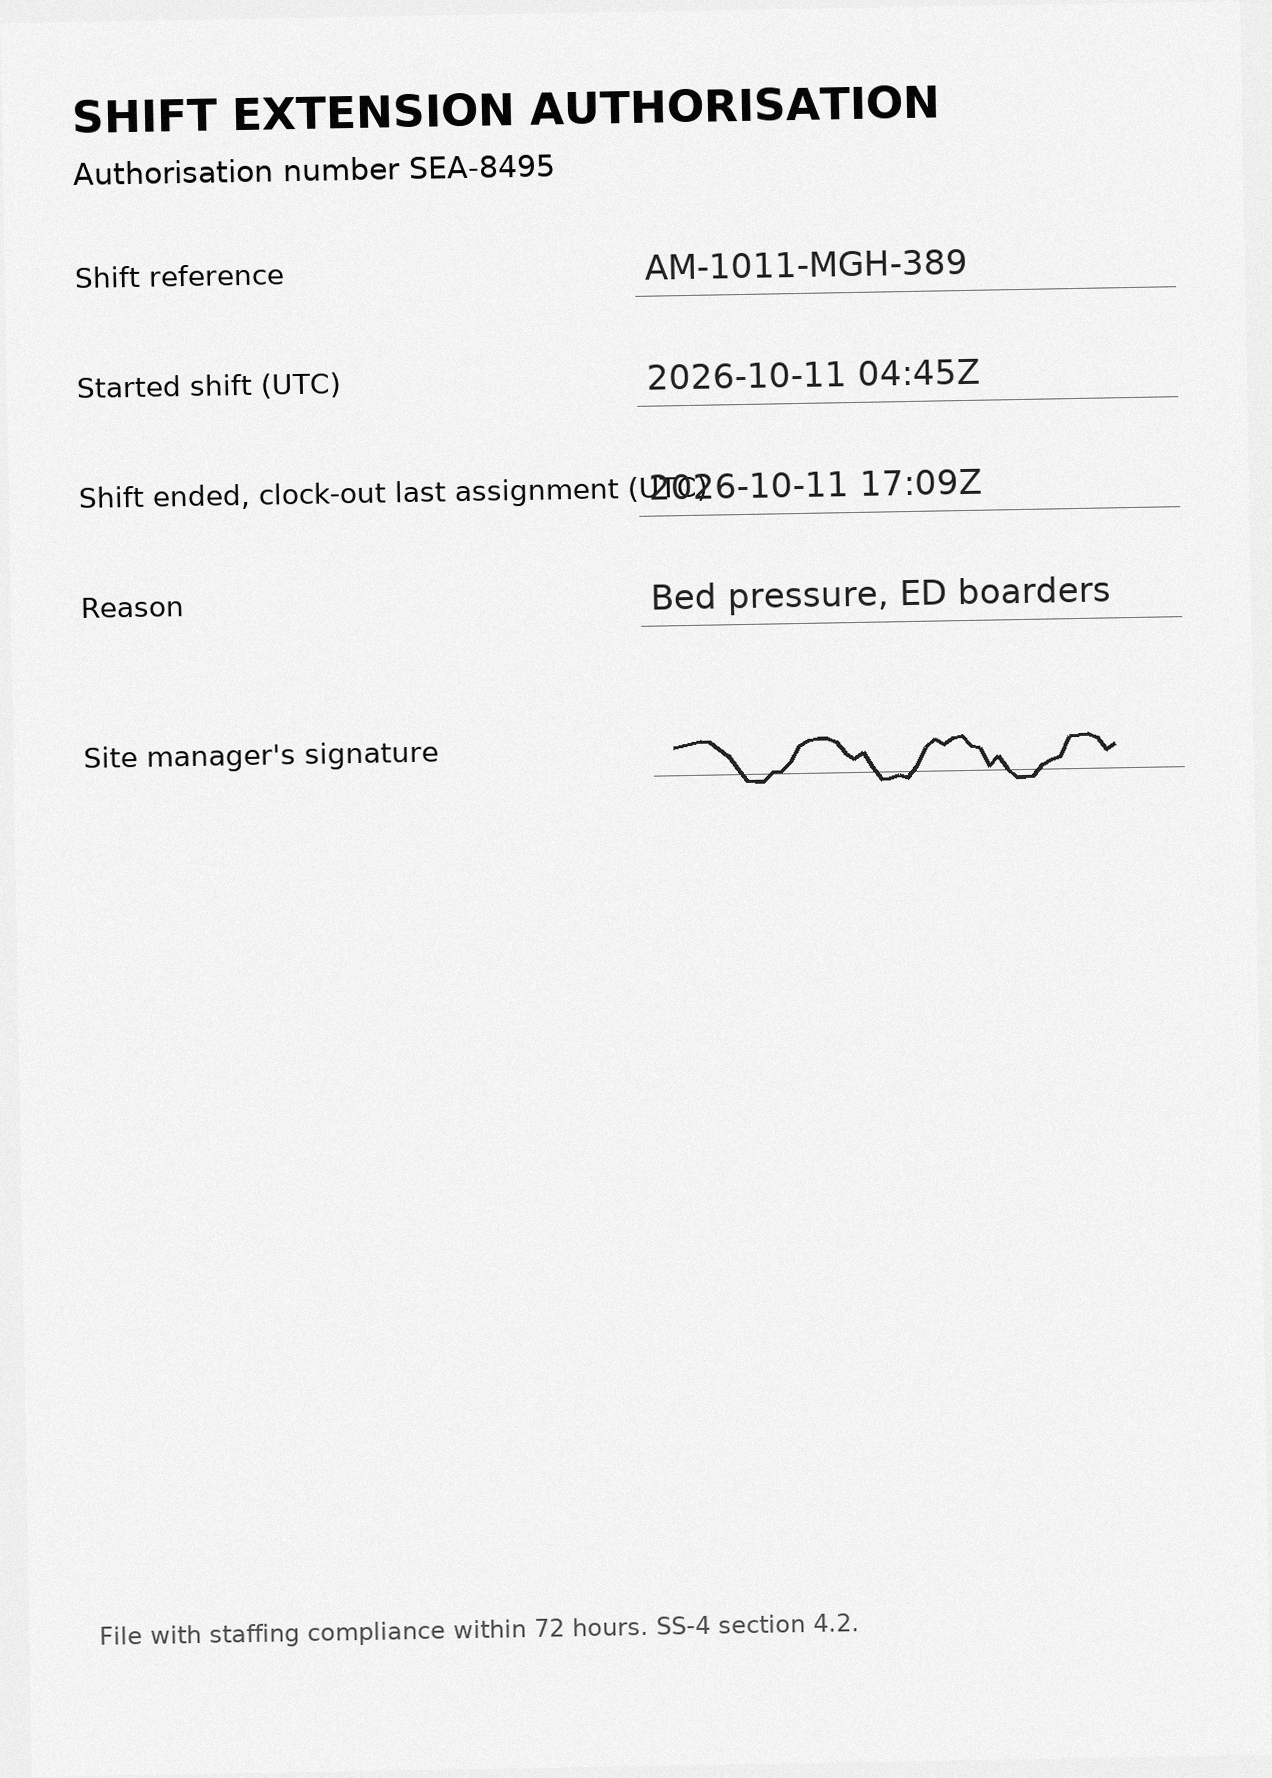 SHIFT EXTENSION AUTHORISATION
Authorisation number SEA-8495
Shift reference AM-1011-MGH-389
Started shift (UTC) 2026-10-11 04:45Z
Shift ended, clock-out last assignment (UTC) 2026-10-11 17:09Z
Reason Bed pressure, ED boarders
Site manager's signature
File with staffing compliance within 72 hours. SS-4 section 4.2.